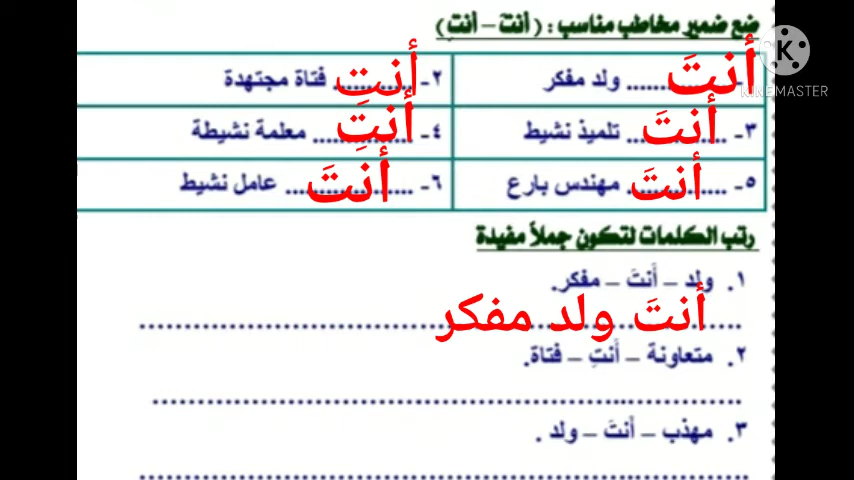 ضع ضمير مخاطب مناسب : ( أنتَ – أنتِ)
١- أنتَ ............ ولد مفكر
٢- أنتِ ............ فتاة مجتهدة
٣- أنتَ ............ تلميذ نشيط
٤- أنتِ ............ معلمة نشيطة
٥- أنتَ ............ مهندس بارع
٦- أنتَ ............ عامل نشيط
K
KINEMASTER
رتب الكلمات لتكون جملاً مفيدة
١. ولد – أنتَ – مفكر.
أنتَ ولد مفكر
٢. متعاونة – أنتِ – فتاة.
٣. مهذب – أنتَ – ولد .